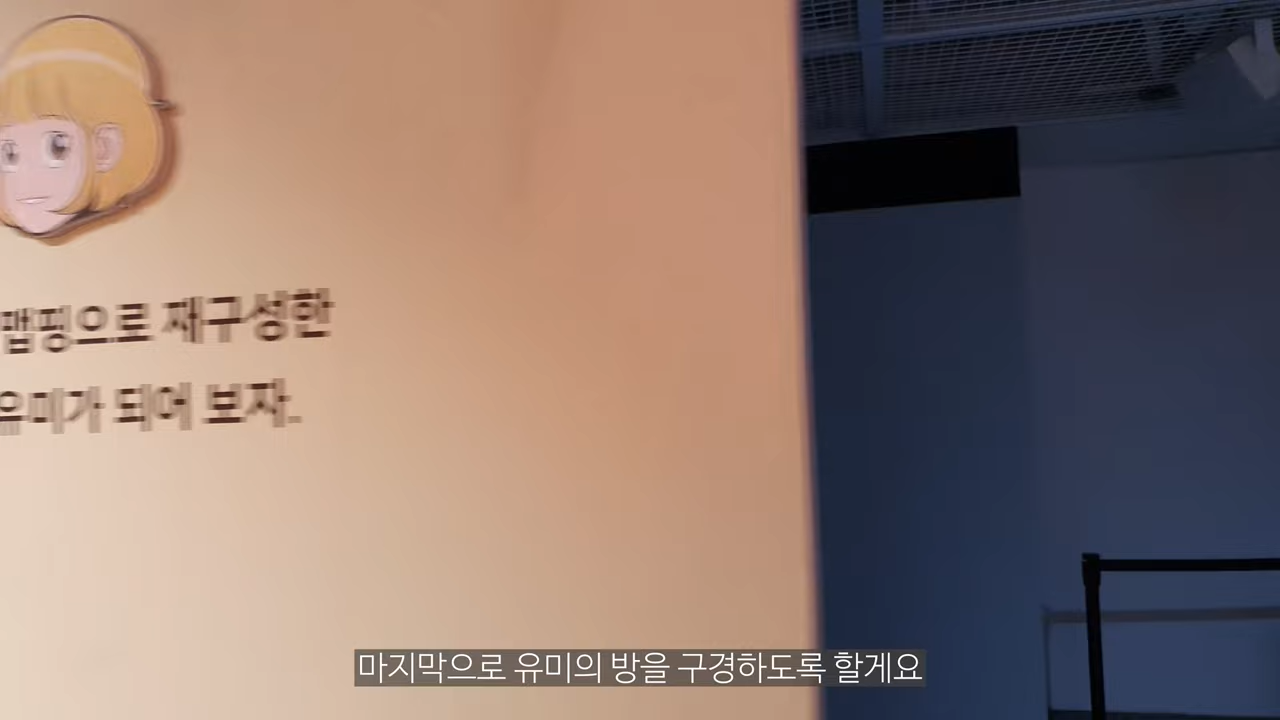 맵핑으로 재구성한
유미가 되어 보자.
마지막으로 유미의 방을 구경하도록 할게요